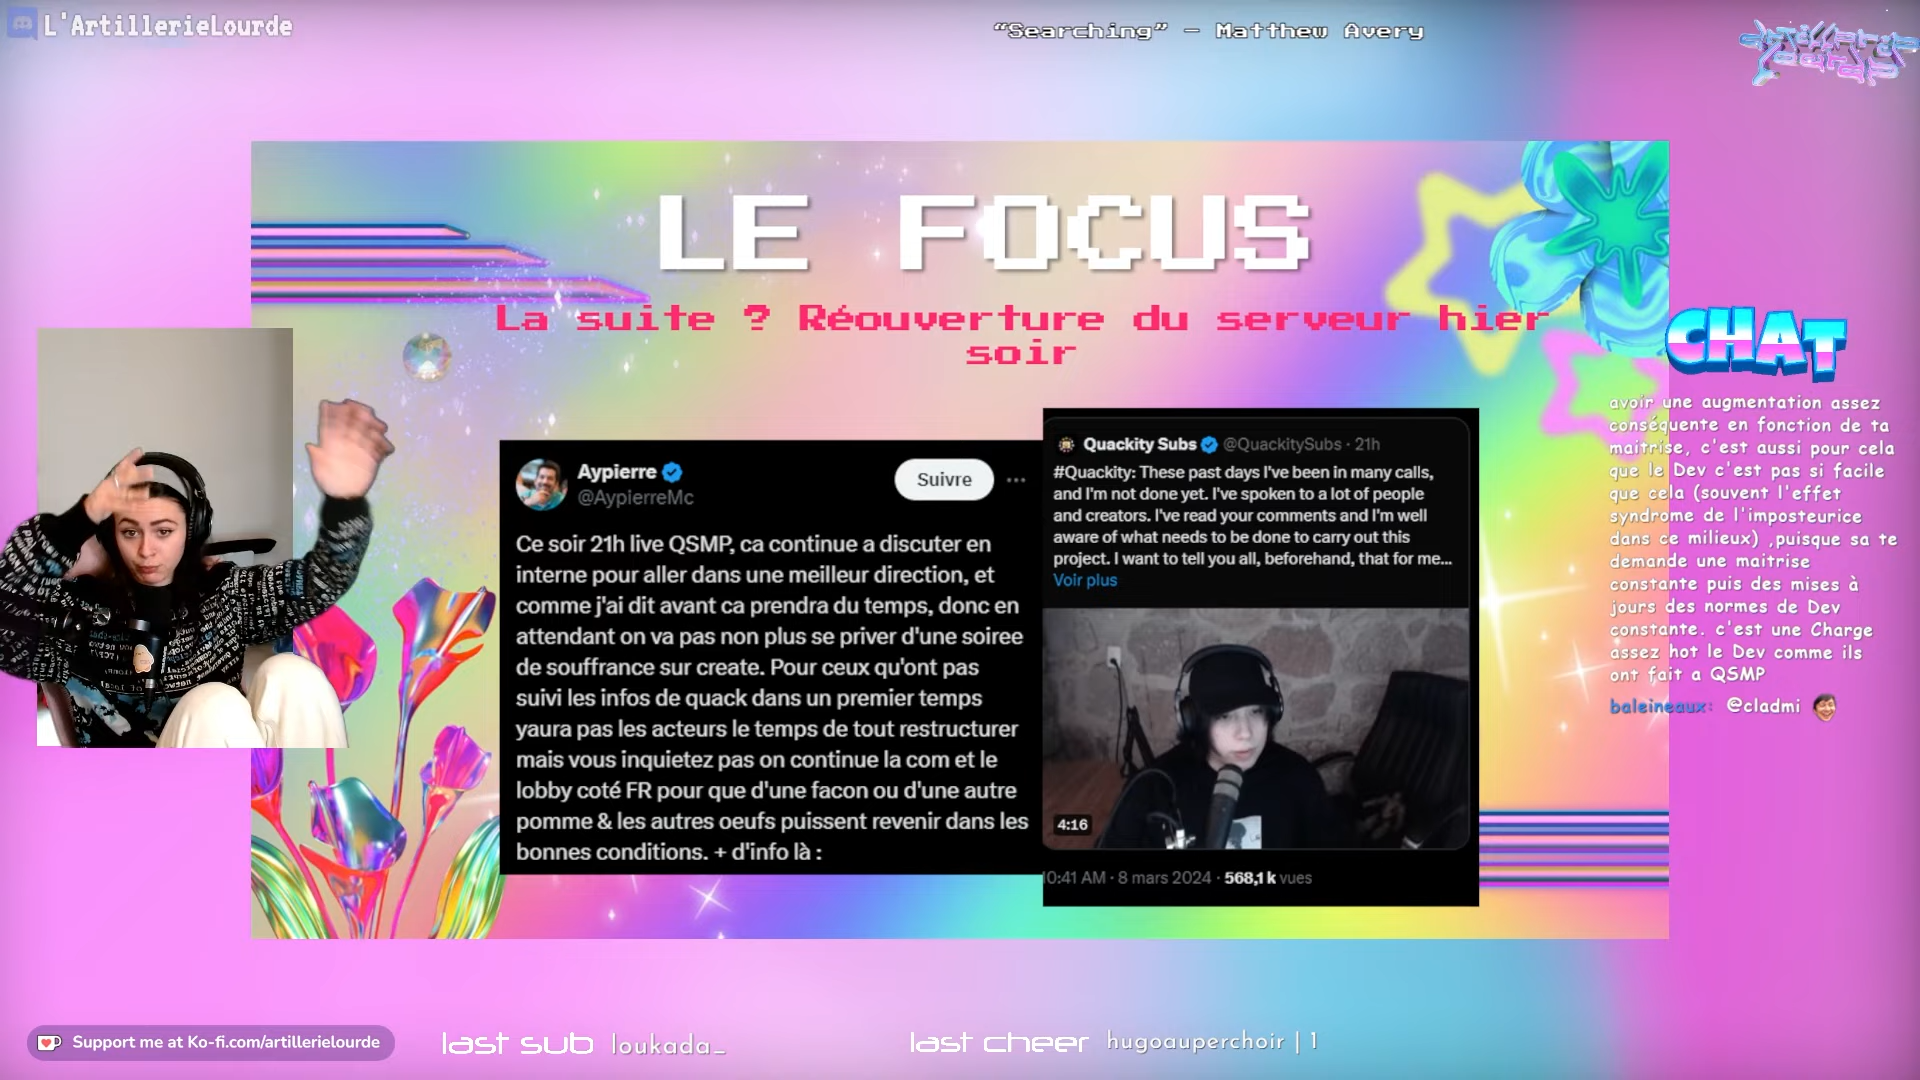 L'ArtillerieLourde
“Searching” – Matthew Avery
LE FOCUS
La suite ? Réouverture du serveur hier
soir
Aypierre
@AypierreMc
Suivre
Ce soir 21h live QSMP, ca continue a discuter en
interne pour aller dans une meilleur direction, et
comme j'ai dit avant ca prendra du temps, donc en
attendant on va pas non plus se priver d'une soiree
de souffrance sur create. Pour ceux qu'ont pas
suivi les infos de quack dans un premier temps
yaura pas les acteurs le temps de tout restructurer
mais vous inquietez pas on continue la com et le
lobby coté FR pour que d'une facon ou d'une autre
pomme & les autres oeufs puissent revenir dans les
bonnes conditions. + d'info là :
Quackity Subs @QuackitySubs · 21h
#Quackity: These past days I've been in many calls,
and I'm not done yet. I've spoken to a lot of people
and creators. I've read your comments and I'm well
aware of what needs to be done to carry out this
project. I want to tell you all, beforehand, that for me...
Voir plus
4:16
10:41 AM · 8 mars 2024 · 568,1 k vues
CHAT
avoir une augmentation assez
conséquente en fonction de ta
maitrise, c'est aussi pour cela
que le Dev c'est pas si facile
que cela (souvent l'effet
syndrome de l'imposteurice
dans ce milieux) ,puisque sa te
demande une maitrise
constante puis des mises à
jours des normes de Dev
constante. c'est une Charge
assez hot le Dev comme ils
ont fait a QSMP
baleineaux: @cladmi
Support me at Ko-fi.com/artillerielourde
last sub loukada_
last cheer hugoauperchoir | 1